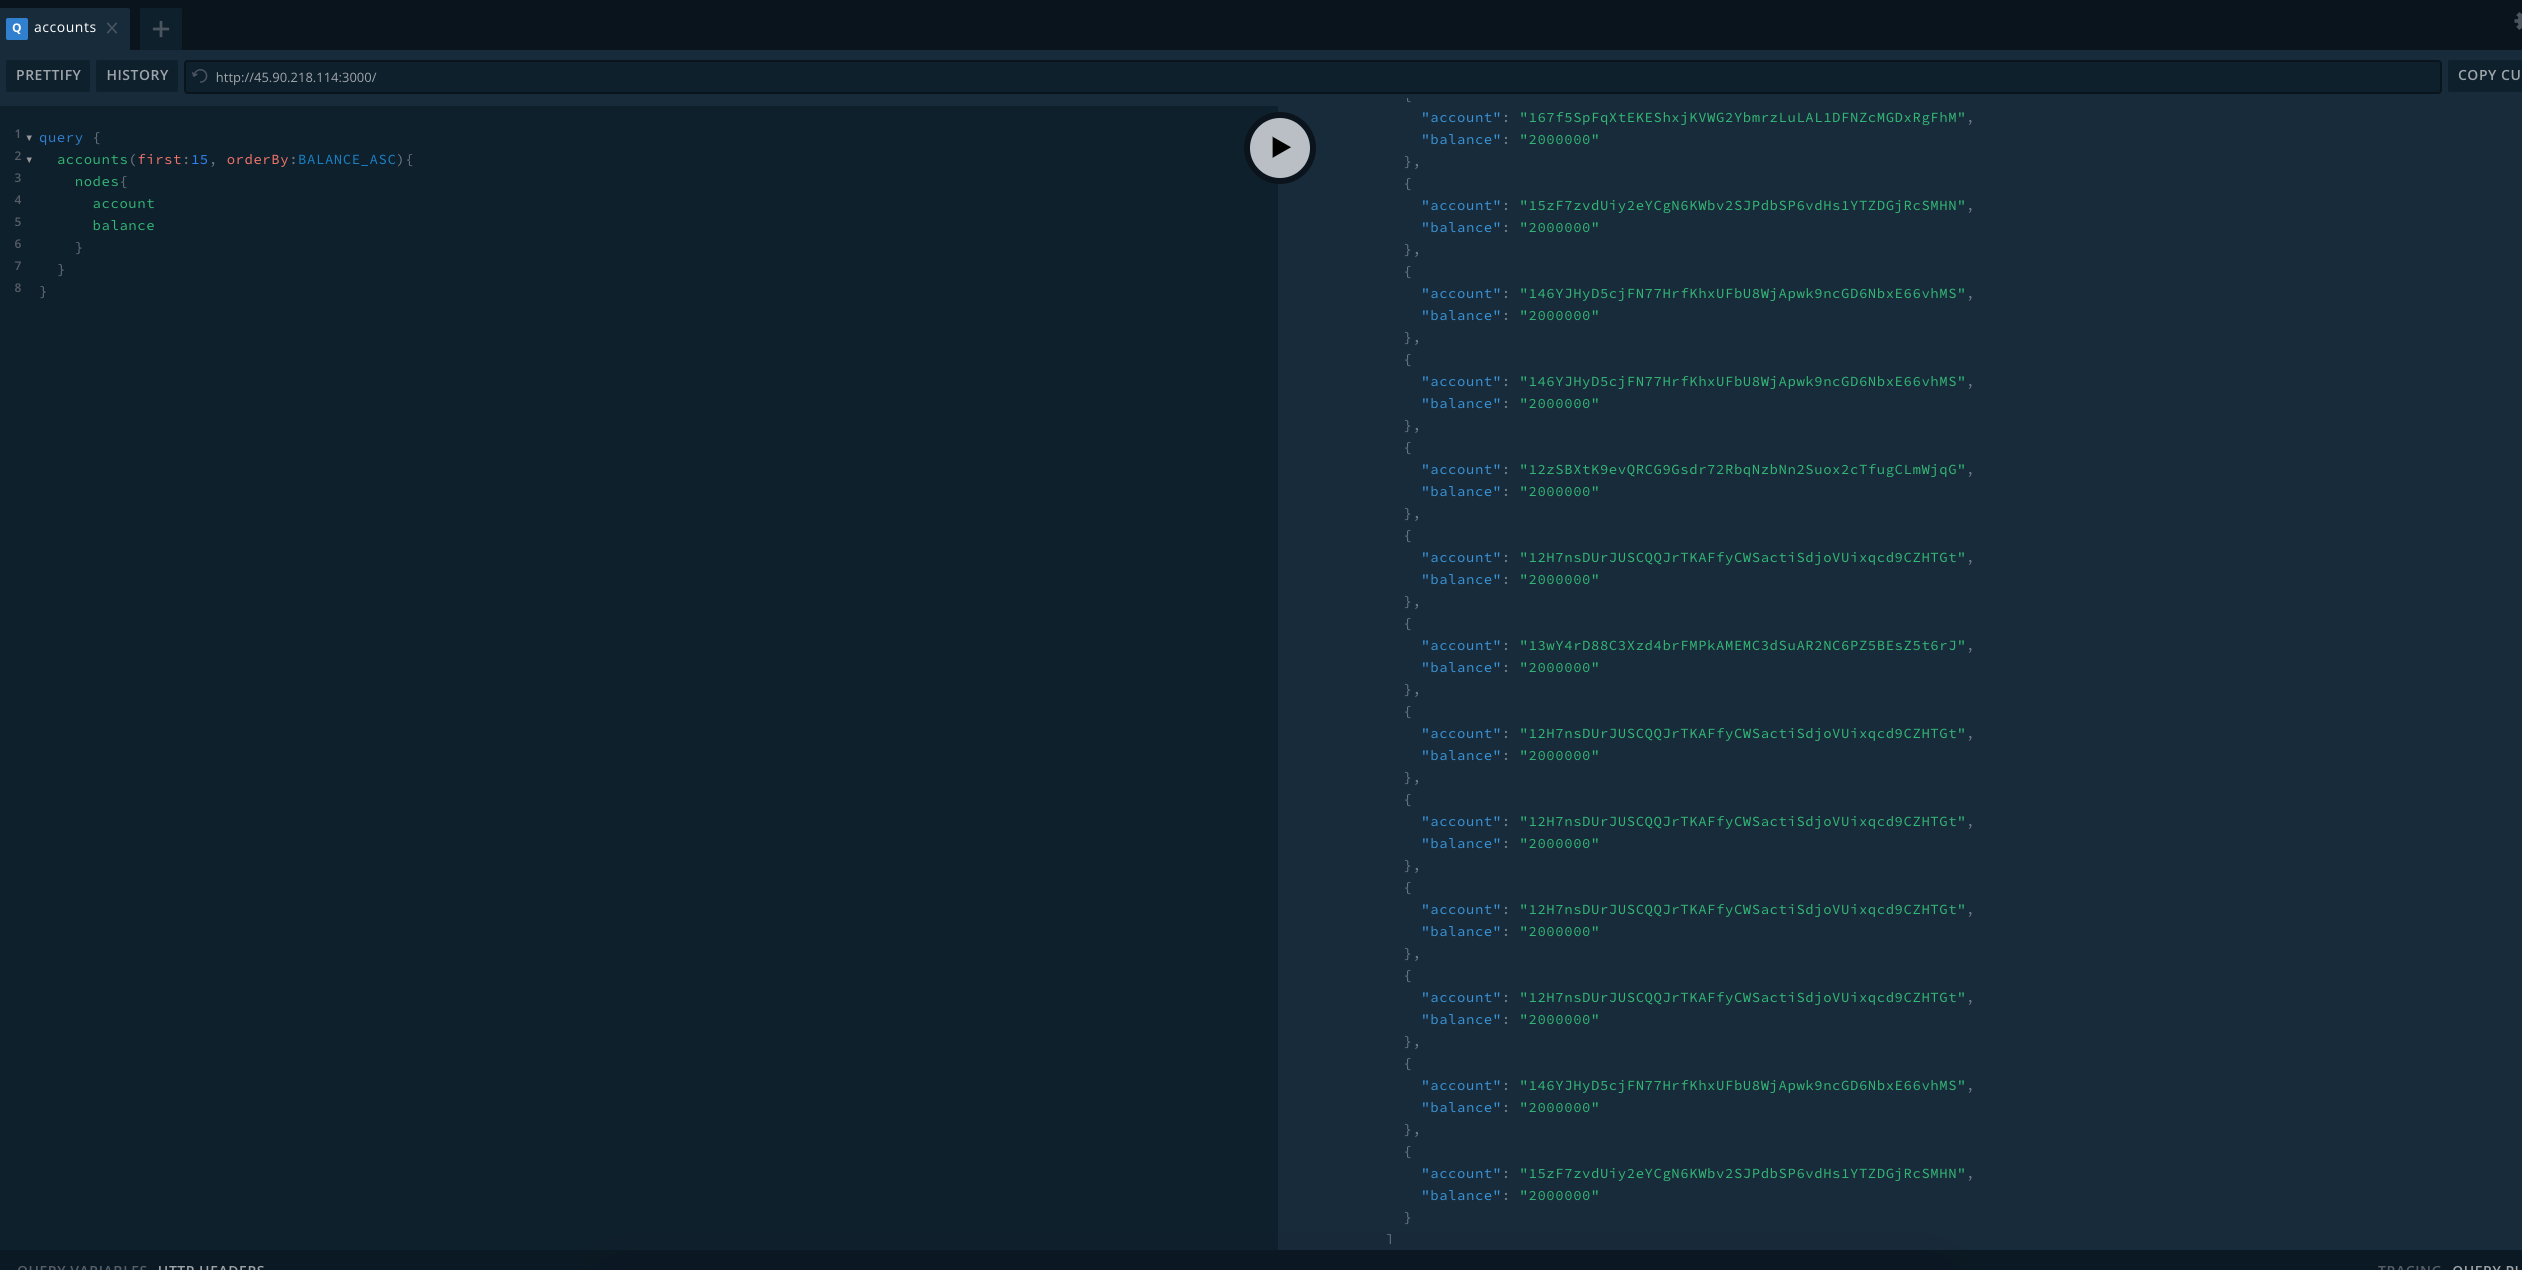 Q accounts
PRETTIFY HISTORY http://45.90.218.114:3000/ COPY CU
1 query {
2 accounts(first:15, orderBy:BALANCE_ASC){
3 nodes{
4 account
5 balance
6 }
7 }
8 }
{
"account": "167f5SpFqXtEKEShxjKVWG2YbmrzLuLAL1DFNZcMGDxRgFhM",
"balance": "2000000"
},
{
"account": "15zF7zvdUiy2eYCgN6KWbv2SJPdbSP6vdHs1YTZDGjRcSMHN",
"balance": "2000000"
},
{
"account": "146YJHyD5cjFN77HrfKhxUFbU8WjApwk9ncGD6NbxE66vhMS",
"balance": "2000000"
},
{
"account": "146YJHyD5cjFN77HrfKhxUFbU8WjApwk9ncGD6NbxE66vhMS",
"balance": "2000000"
},
{
"account": "12zSBXtK9evQRCG9Gsdr72RbqNzbNn2Suox2cTfugCLmWjqG",
"balance": "2000000"
},
{
"account": "12H7nsDUrJUSCQQJrTKAFfyCWSactiSdjoVUixqcd9CZHTGt",
"balance": "2000000"
},
{
"account": "13wY4rD88C3Xzd4brFMPkAMEMC3dSuAR2NC6PZ5BEsZ5t6rJ",
"balance": "2000000"
},
{
"account": "12H7nsDUrJUSCQQJrTKAFfyCWSactiSdjoVUixqcd9CZHTGt",
"balance": "2000000"
},
{
"account": "12H7nsDUrJUSCQQJrTKAFfyCWSactiSdjoVUixqcd9CZHTGt",
"balance": "2000000"
},
{
"account": "12H7nsDUrJUSCQQJrTKAFfyCWSactiSdjoVUixqcd9CZHTGt",
"balance": "2000000"
},
{
"account": "12H7nsDUrJUSCQQJrTKAFfyCWSactiSdjoVUixqcd9CZHTGt",
"balance": "2000000"
},
{
"account": "146YJHyD5cjFN77HrfKhxUFbU8WjApwk9ncGD6NbxE66vhMS",
"balance": "2000000"
},
{
"account": "15zF7zvdUiy2eYCgN6KWbv2SJPdbSP6vdHs1YTZDGjRcSMHN",
"balance": "2000000"
}
]
QUERY VARIABLES HTTP HEADERS TRACING QUERY PL